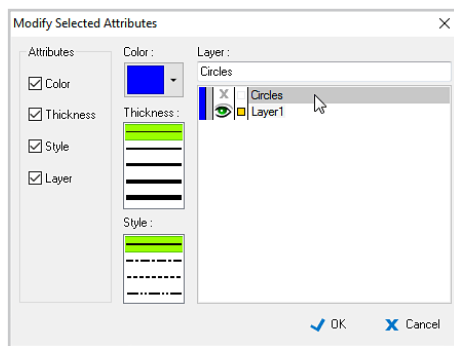 Modify Selected Attributes
Attributes
Color
Thickness
Style
Layer
Color :
Thickness :
Style :
Layer :
Circles
Circles
Layer1
OK
Cancel